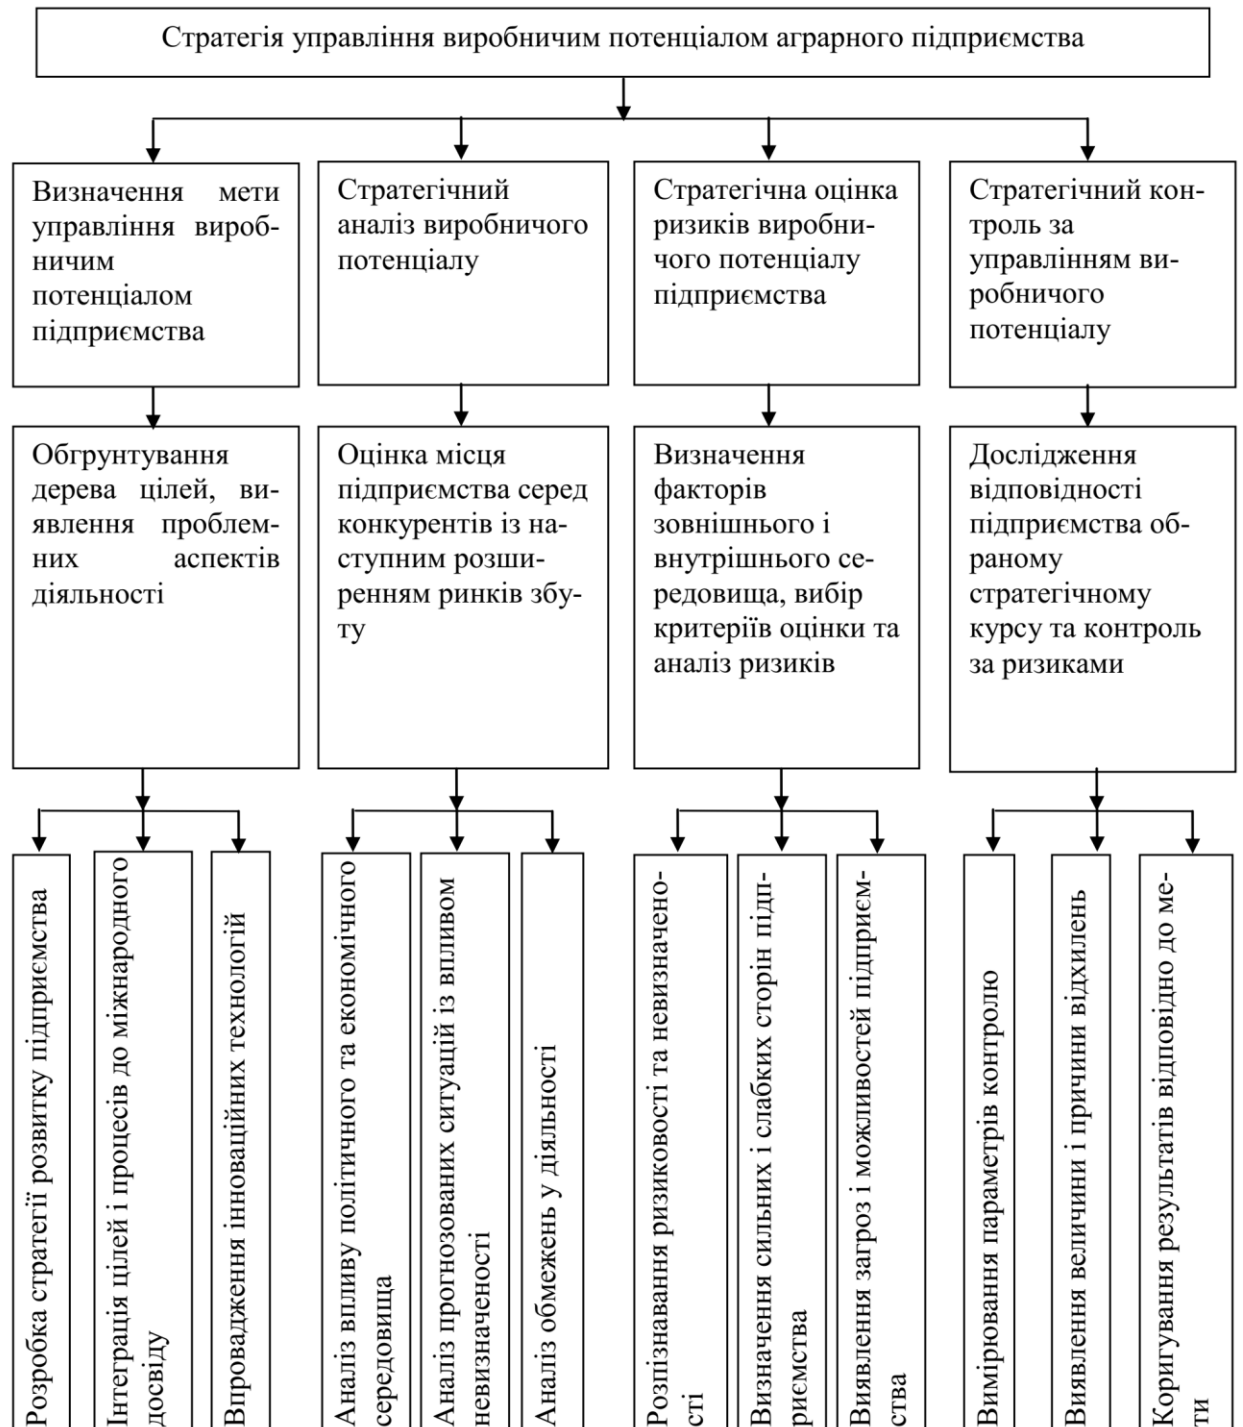 Стратегія управління виробничим потенціалом аграрного підприємства
Визначення мети
управління вироб-
ничим
потенціалом
підприємства
Стратегічний
аналіз виробничого
потенціалу
Стратегічна оцінка
ризиків виробни-
чого потенціалу
підприємства
Стратегічний кон-
троль за
управлінням ви-
робничого
потенціалу
Обгрунтування
дерева цілей, ви-
явлення проблем-
них аспектів
діяльності
Оцінка місця
підприємства серед
конкурентів із на-
ступним розши-
ренням ринків збу-
ту
Визначення
факторів
зовнішнього і
внутрішнього се-
редовища, вибір
критеріїв оцінки та
аналіз ризиків
Дослідження
відповідності
підприємства об-
раному
стратегічному
курсу та контроль
за ризиками
Розробка стратегії розвитку підприємства
Інтеграція цілей і процесів до міжнародного
досвіду
Впровадження інноваційних технологій
Аналіз впливу політичного та економічного
середовища
Аналіз прогнозованих ситуацій із впливом
невизначеності
Аналіз обмежень у діяльності
Розпізнавання ризиковості та невизначено-
сті
Визначення сильних і слабких сторін підп-
риємства
Виявлення загроз і можливостей підприєм-
ства
Вимірювання параметрів контролю
Виявлення величини і причини відхилень
Коригування результатів відповідно до ме-
ти